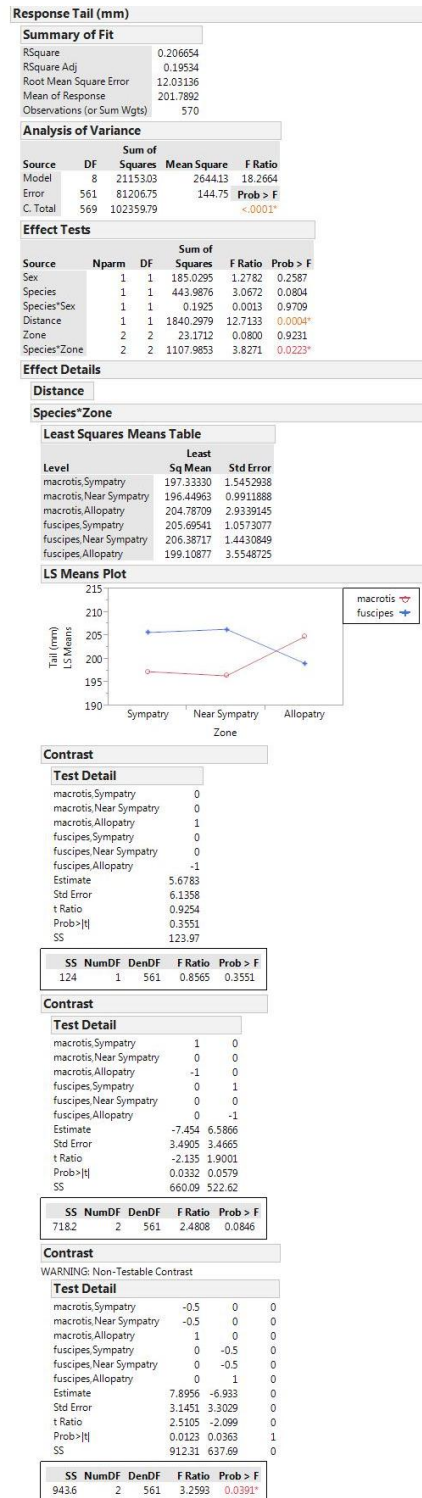 Response Tail (mm)
Summary of Fit
RSquare 0.206654
RSquare Adj 0.19534
Root Mean Square Error 12.03136
Mean of Response 201.7892
Observations (or Sum Wgts) 570
Analysis of Variance
Sum of
Source DF Squares Mean Square F Ratio
Model 8 21153.03 2644.13 18.2664
Error 561 81206.75 144.75 Prob > F
C. Total 569 102359.79 <.0001*
Effect Tests
Sum of
Source Nparm DF Squares F Ratio Prob > F
Sex 1 1 185.0295 1.2782 0.2587
Species 1 1 443.9876 3.0672 0.0804
Species*Sex 1 1 0.1925 0.0013 0.9709
Distance 1 1 1840.2979 12.7133 0.0004*
Zone 2 2 23.1712 0.0800 0.9231
Species*Zone 2 2 1107.9853 3.8271 0.0223*
Effect Details
Distance
Species*Zone
Least Squares Means Table
Least
Level Sq Mean Std Error
macrotis,Sympatry 197.33330 1.5452938
macrotis,Near Sympatry 196.44963 0.9911888
macrotis,Allopatry 204.78709 2.9339145
fuscipes,Sympatry 205.69541 1.0573077
fuscipes,Near Sympatry 206.38717 1.4430849
fuscipes,Allopatry 199.10877 3.5548725
LS Means Plot
215
210
205
200
195
190
Tail (mm)
LS Means
Sympatry Near Sympatry Allopatry
Zone
macrotis
fuscipes
Contrast
Test Detail
macrotis,Sympatry 0
macrotis,Near Sympatry 0
macrotis,Allopatry 1
fuscipes,Sympatry 0
fuscipes,Near Sympatry 0
fuscipes,Allopatry -1
Estimate 5.6783
Std Error 6.1358
t Ratio 0.9254
Prob>|t| 0.3551
SS 123.97
SS NumDF DenDF F Ratio Prob > F
124 1 561 0.8565 0.3551
Contrast
Test Detail
macrotis,Sympatry 1 0
macrotis,Near Sympatry 0 0
macrotis,Allopatry -1 0
fuscipes,Sympatry 0 1
fuscipes,Near Sympatry 0 0
fuscipes,Allopatry 0 -1
Estimate -7.454 6.5866
Std Error 3.4905 3.4665
t Ratio -2.135 1.9001
Prob>|t| 0.0332 0.0579
SS 660.09 522.62
SS NumDF DenDF F Ratio Prob > F
718.2 2 561 2.4808 0.0846
Contrast
WARNING: Non-Testable Contrast
Test Detail
macrotis,Sympatry -0.5 0 0
macrotis,Near Sympatry -0.5 0 0
macrotis,Allopatry 1 0 0
fuscipes,Sympatry 0 -0.5 0
fuscipes,Near Sympatry 0 -0.5 0
fuscipes,Allopatry 0 1 0
Estimate 7.8956 -6.933 0
Std Error 3.1451 3.3029 0
t Ratio 2.5105 -2.099 0
Prob>|t| 0.0123 0.0363 1
SS 912.31 637.69 0
SS NumDF DenDF F Ratio Prob > F
943.6 2 561 3.2593 0.0391*